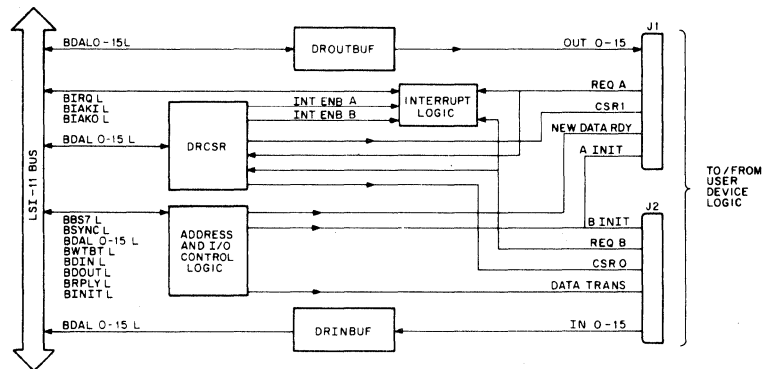 LSI-11 BUS
BDAL0-15L
DROUTBUF
OUT 0-15
J1
BIRQ L
BIAKI L
BIAKO L
INT ENB A
INT ENB B
INTERRUPT
LOGIC
REQ A
CSR1
NEW DATA RDY
A INIT
BDAL 0-15 L
DRCSR
TO/FROM
USER
DEVICE
LOGIC
BBS7 L
BSYNC L
BDAL 0-15 L
BWTBT L
BDIN L
BDOUT L
BRPLY L
BINIT L
ADDRESS
AND I/O
CONTROL
LOGIC
J2
B INIT
REQ B
CSR 0
DATA TRANS
BDAL 0-15 L
DRINBUF
IN 0-15